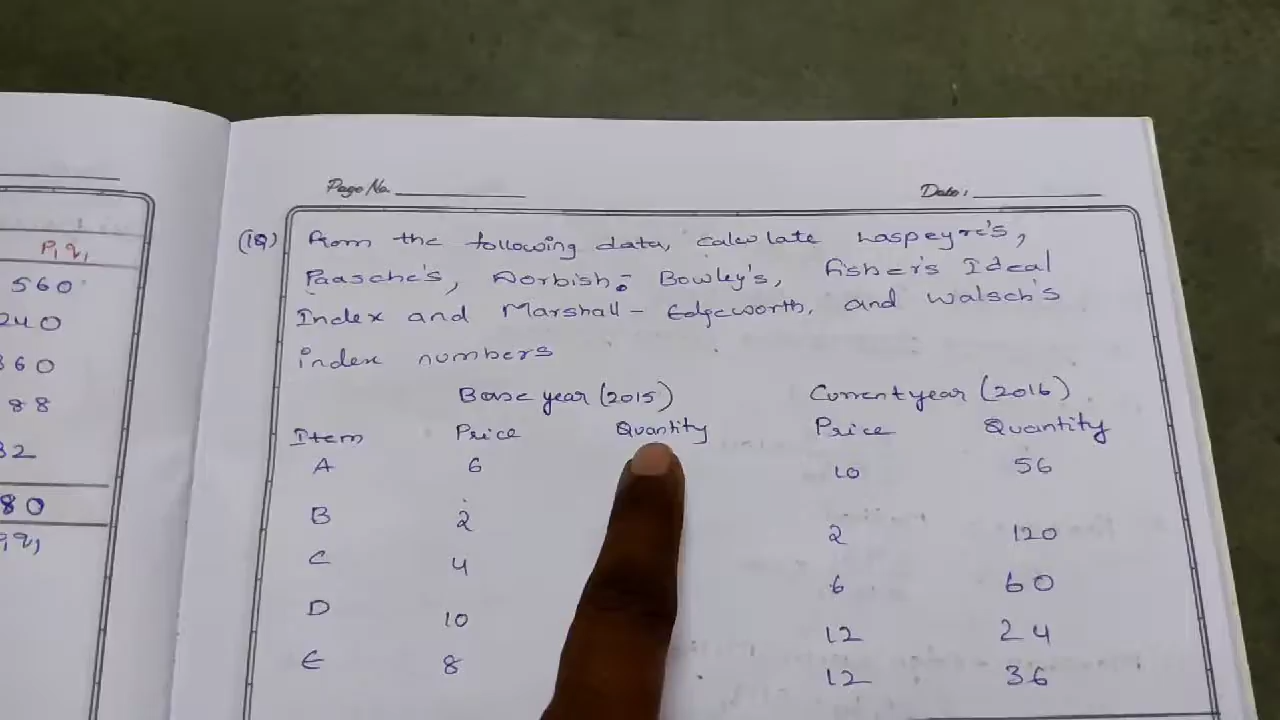 Page No.
Date:
P₁q₁
560
240
360
88
32
80
P₁q₁
(1Q) From the following data, calculate Laspeyre's,
Paasche's, Dorbish: Bowley's, Fisher's Ideal
Index and Marshall - Edgeworth, and Walsch's
index numbers
Base year (2015) Current year (2016)
Item Price Quantity Price Quantity
A 6 10 56
B 2 2 120
C 4 6 60
D 10 12 24
E 8 12 36